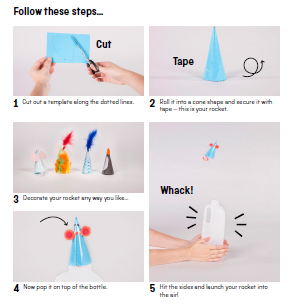 Follow these steps...
Cut
1 Cut out a template along the dotted lines.
Tape
2 Roll it into a cone shape and secure it with
tape – this is your rocket.
3 Decorate your rocket any way you like...
4 Now pop it on top of the bottle.
Whack!
5 Hit the sides and launch your rocket into
the air!